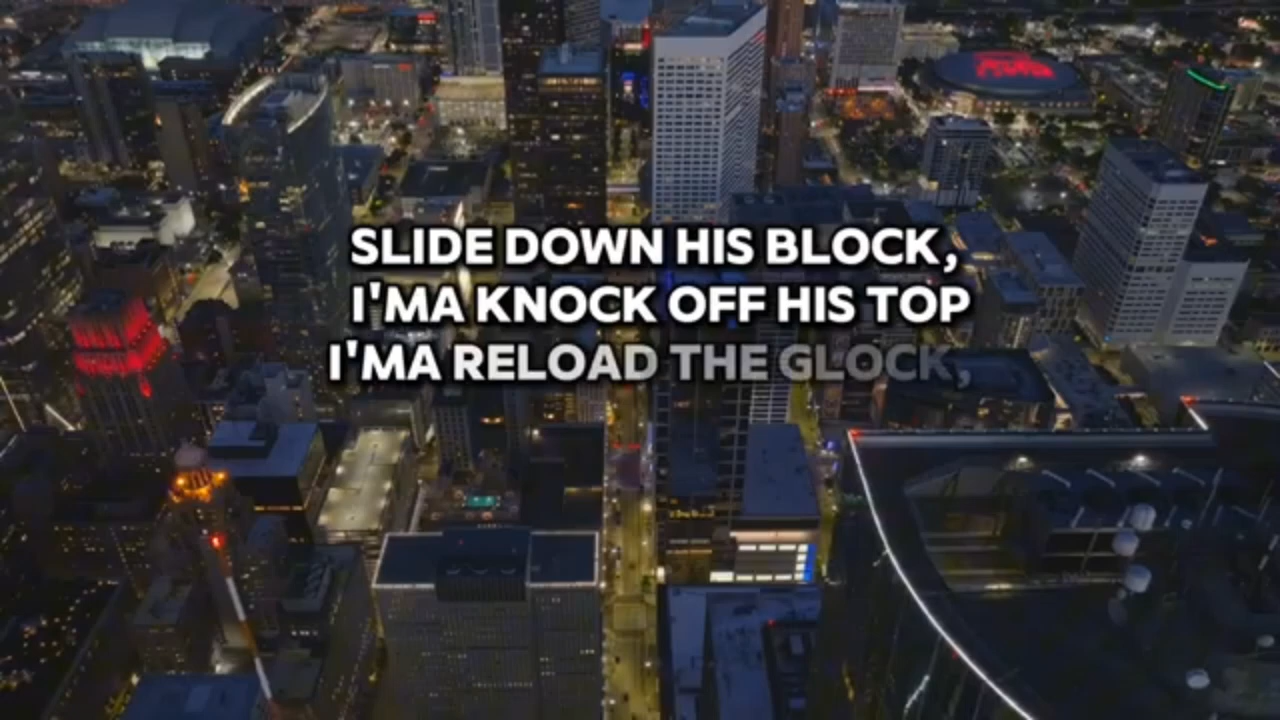 SLIDE DOWN HIS BLOCK,
I'MA KNOCK OFF HIS TOP
I'MA RELOAD THE GLOCK,